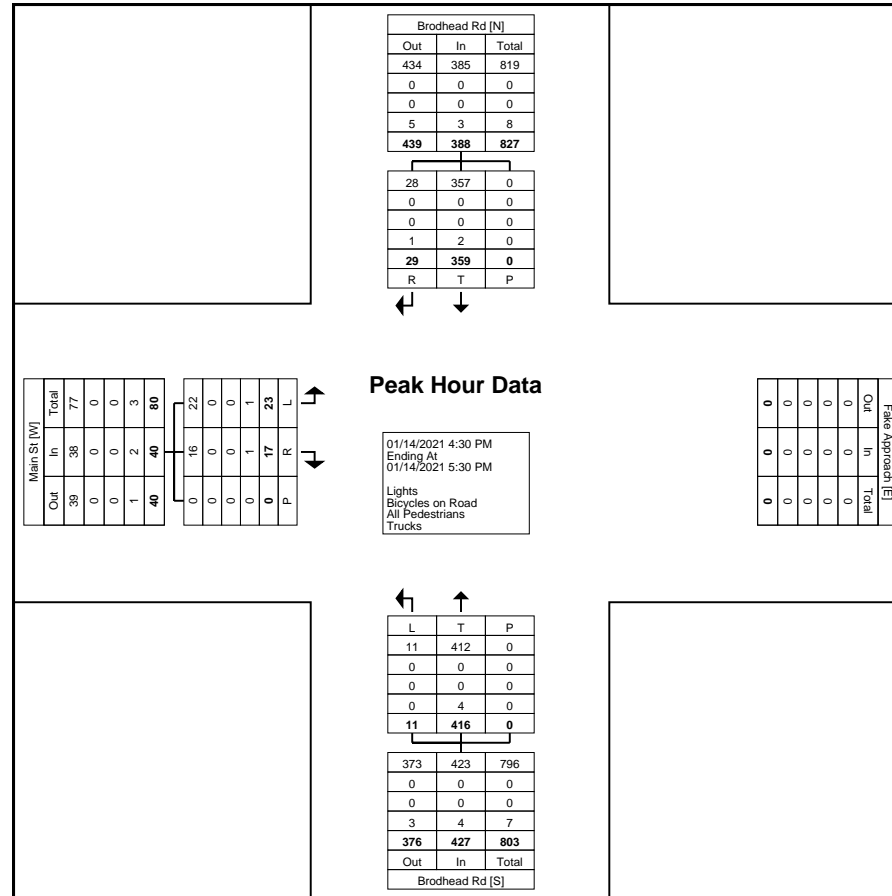 Brodhead Rd [N]
Out In Total
434 385 819
0 0 0
0 0 0
5 3 8
439 388 827
28 357 0
0 0 0
0 0 0
1 2 0
29 359 0
R T P
Peak Hour Data
01/14/2021 4:30 PM
Ending At
01/14/2021 5:30 PM
Lights
Bicycles on Road
All Pedestrians
Trucks
Main St [W]
Out In Total
39 38 77
0 0 0
0 0 0
1 2 3
40 40 80
0 16 22
0 0 0
0 0 0
0 1 1
0 17 23
P R L
Fake Approach [E]
Out In Total
0 0 0
0 0 0
0 0 0
0 0 0
0 0 0
L T P
11 412 0
0 0 0
0 0 0
0 4 0
11 416 0
373 423 796
0 0 0
0 0 0
3 4 7
376 427 803
Out In Total
Brodhead Rd [S]